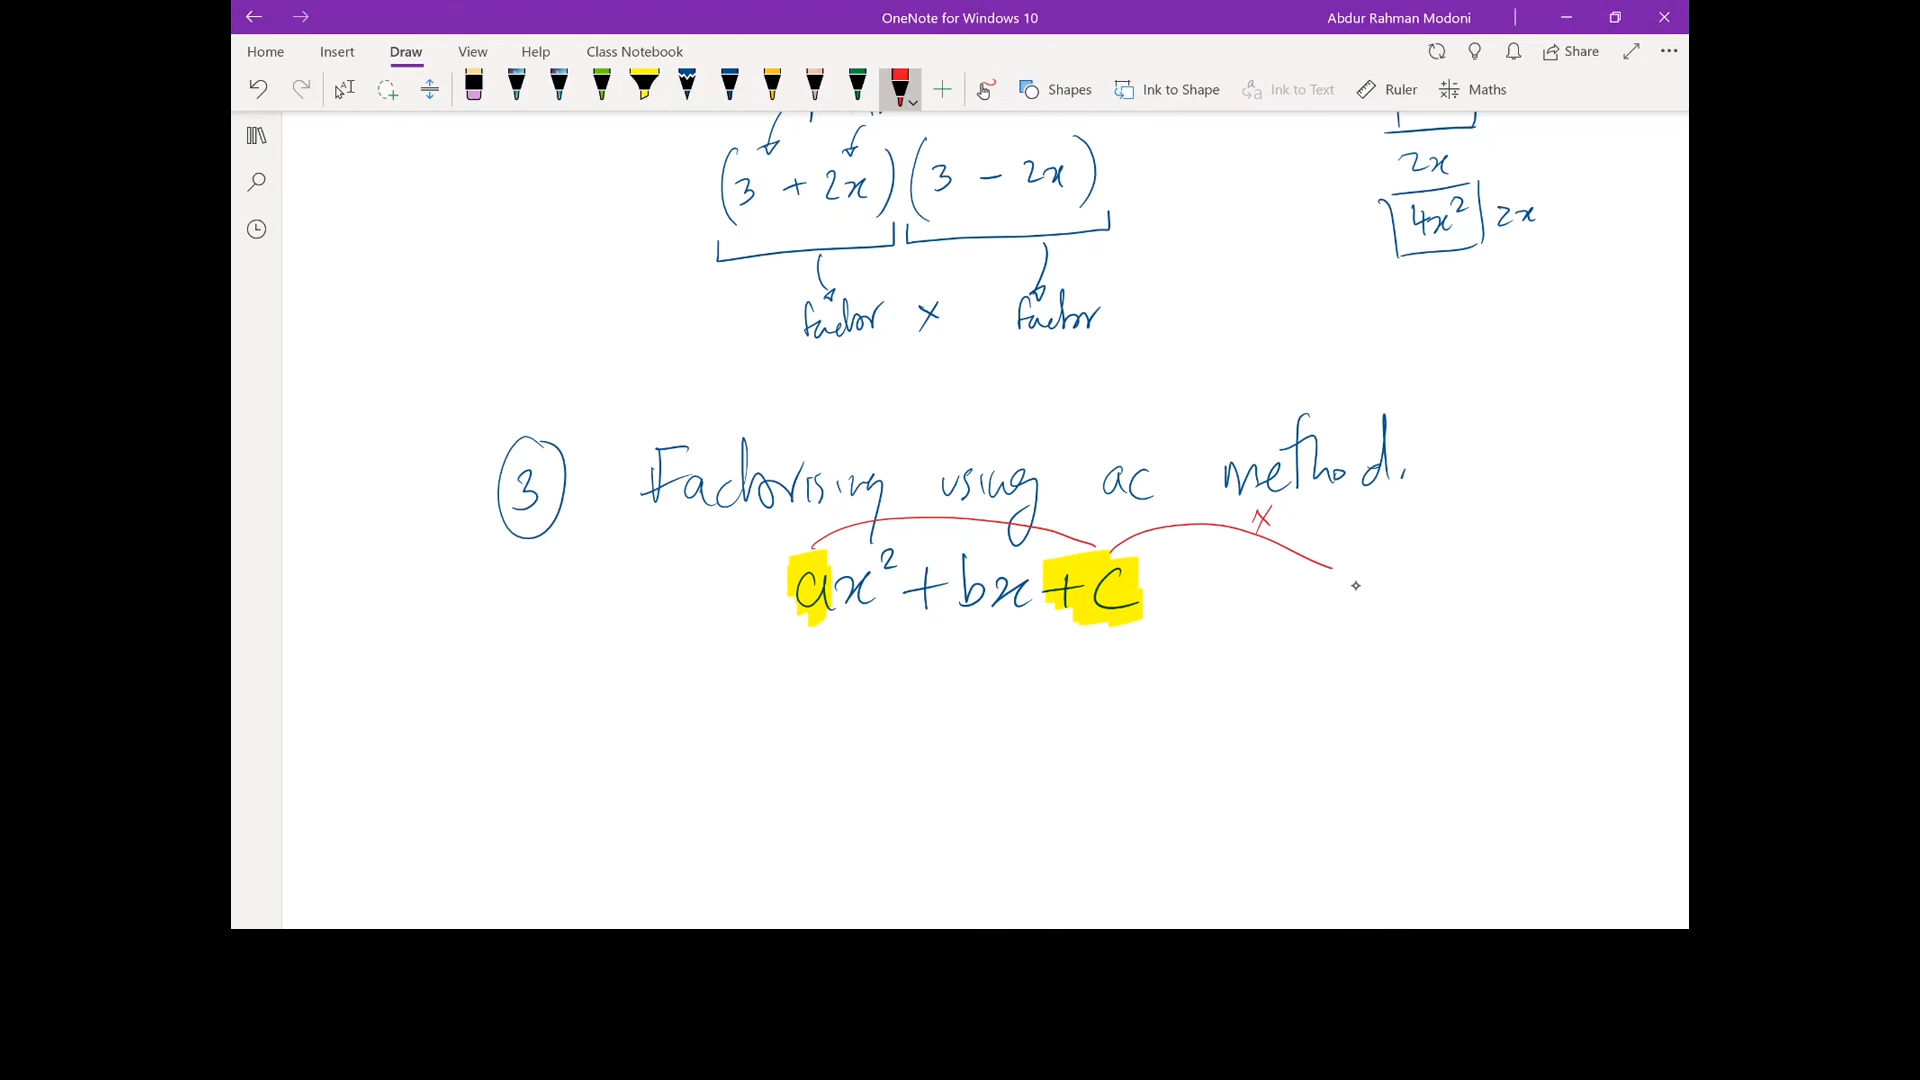 OneNote for Windows 10
Abdur Rahman Modoni
Home Insert Draw View Help Class Notebook
Share
Shapes Ink to Shape Ink to Text Ruler Maths
(3 + 2x)(3 - 2x)
2x
4x² 2x
factor × factor
3 Factorising using ac method.
×
ax² + bx + c